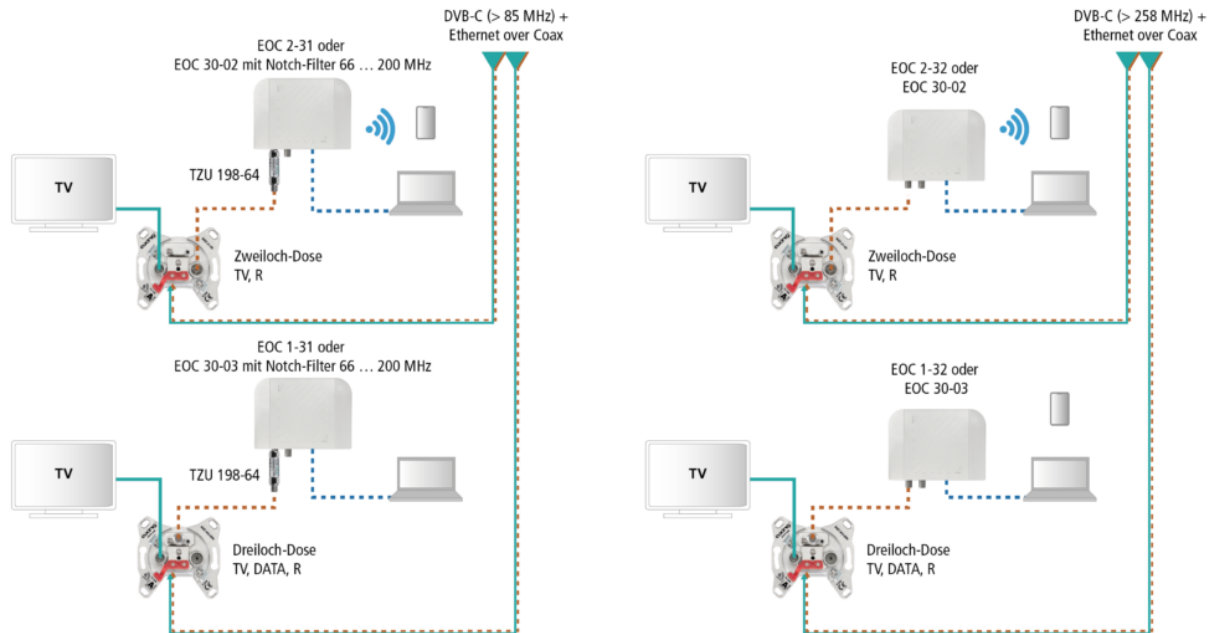 DVB-C (> 85 MHz) +
Ethernet over Coax
EOC 2-31 oder
EOC 30-02 mit Notch-Filter 66 … 200 MHz
TZU 198-64
TV
Zweiloch-Dose
TV, R
EOC 1-31 oder
EOC 30-03 mit Notch-Filter 66 … 200 MHz
TZU 198-64
TV
Dreiloch-Dose
TV, DATA, R
DVB-C (> 258 MHz) +
Ethernet over Coax
EOC 2-32 oder
EOC 30-02
TV
Zweiloch-Dose
TV, R
EOC 1-32 oder
EOC 30-03
TV
Dreiloch-Dose
TV, DATA, R